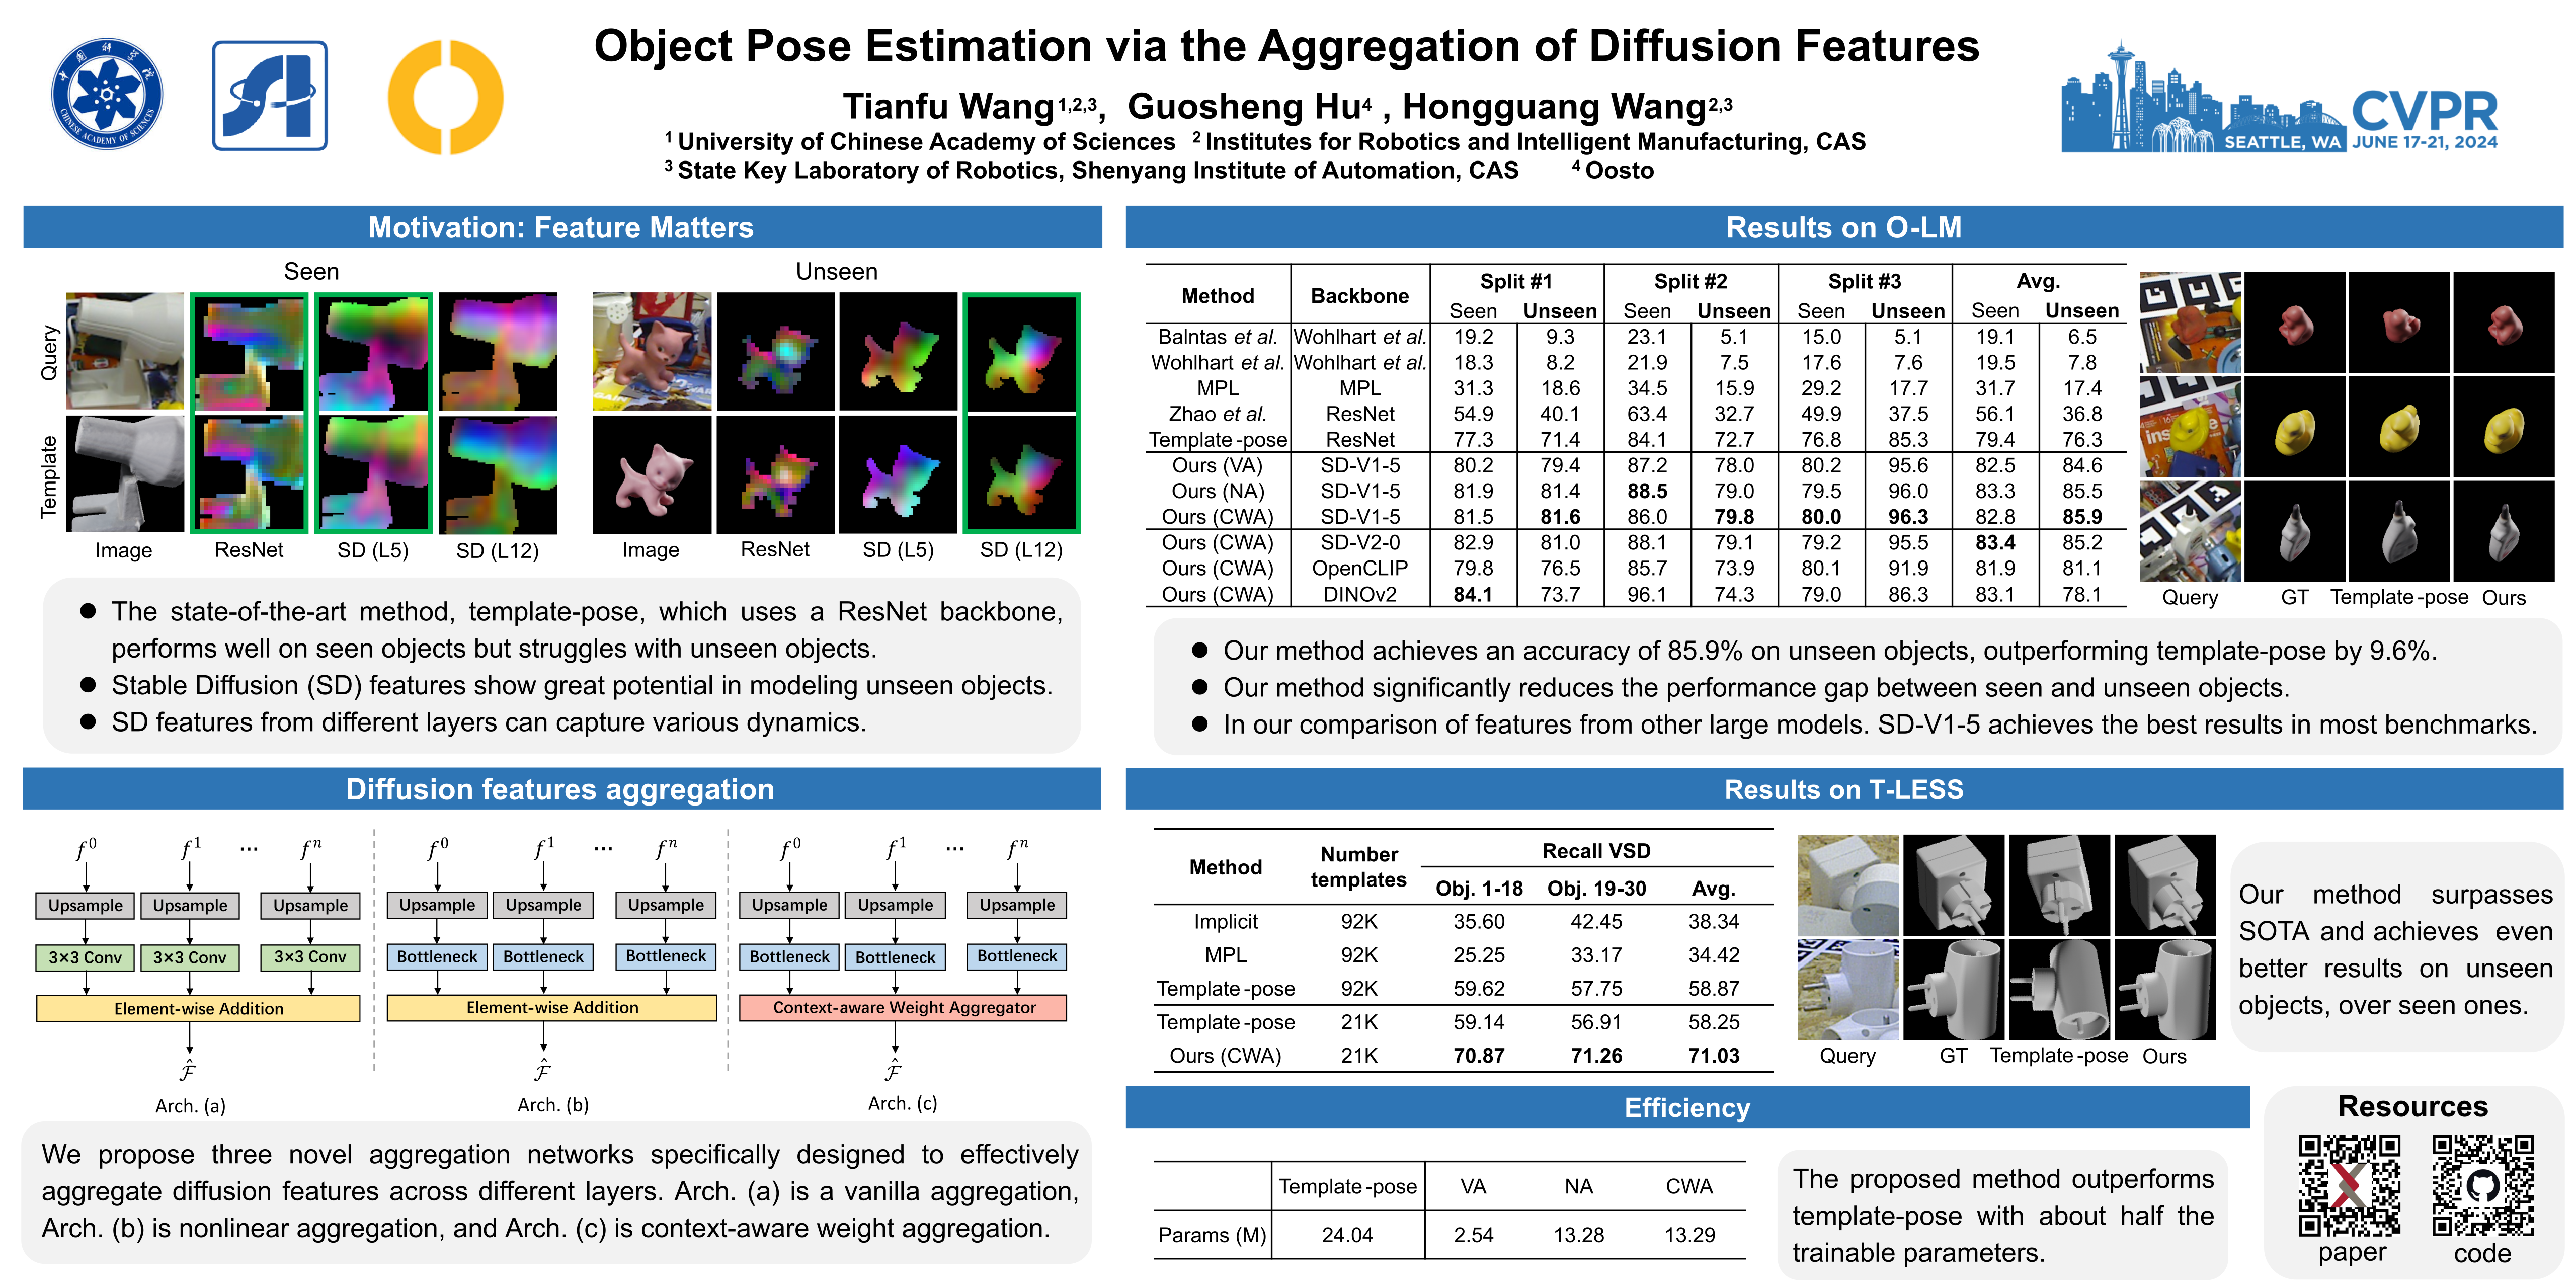 Object Pose Estimation via the Aggregation of Diffusion Features
Tianfu Wang1,2,3, Guosheng Hu4 , Hongguang Wang2,3
1 University of Chinese Academy of Sciences 2 Institutes for Robotics and Intelligent Manufacturing, CAS
3 State Key Laboratory of Robotics, Shenyang Institute of Automation, CAS 4 Oosto
中国科学院
CHINESE ACADEMY OF SCIENCES
CVPR
SEATTLE, WA JUNE 17-21, 2024
Motivation: Feature Matters
Seen Unseen
Query
Template
Image ResNet SD (L5) SD (L12) Image ResNet SD (L5) SD (L12)
● The state-of-the-art method, template-pose, which uses a ResNet backbone,
performs well on seen objects but struggles with unseen objects.
● Stable Diffusion (SD) features show great potential in modeling unseen objects.
● SD features from different layers can capture various dynamics.
Diffusion features aggregation
f0 f1 ... fn f0 f1 ... fn f0 f1 ... fn
Upsample Upsample Upsample Upsample Upsample Upsample Upsample Upsample Upsample
3×3 Conv 3×3 Conv 3×3 Conv Bottleneck Bottleneck Bottleneck Bottleneck Bottleneck Bottleneck
Element-wise Addition Element-wise Addition Context-aware Weight Aggregator
F̂ F̂ F̂
Arch. (a) Arch. (b) Arch. (c)
We propose three novel aggregation networks specifically designed to effectively
aggregate diffusion features across different layers. Arch. (a) is a vanilla aggregation,
Arch. (b) is nonlinear aggregation, and Arch. (c) is context-aware weight aggregation.
Results on O-LM
Method Backbone Split #1 Split #2 Split #3 Avg.
Seen Unseen Seen Unseen Seen Unseen Seen Unseen
Balntas et al. Wohlhart et al. 19.2 9.3 23.1 5.1 15.0 5.1 19.1 6.5
Wohlhart et al. Wohlhart et al. 18.3 8.2 21.9 7.5 17.6 7.6 19.5 7.8
MPL MPL 31.3 18.6 34.5 15.9 29.2 17.7 31.7 17.4
Zhao et al. ResNet 54.9 40.1 63.4 32.7 49.9 37.5 56.1 36.8
Template-pose ResNet 77.3 71.4 84.1 72.7 76.8 85.3 79.4 76.3
Ours (VA) SD-V1-5 80.2 79.4 87.2 78.0 80.2 95.6 82.5 84.6
Ours (NA) SD-V1-5 81.9 81.4 88.5 79.0 79.5 96.0 83.3 85.5
Ours (CWA) SD-V1-5 81.5 81.6 86.0 79.8 80.0 96.3 82.8 85.9
Ours (CWA) SD-V2-0 82.9 81.0 88.1 79.1 79.2 95.5 83.4 85.2
Ours (CWA) OpenCLIP 79.8 76.5 85.7 73.9 80.1 91.9 81.9 81.1
Ours (CWA) DINOv2 84.1 73.7 96.1 74.3 79.0 86.3 83.1 78.1
Query GT Template-pose Ours
● Our method achieves an accuracy of 85.9% on unseen objects, outperforming template-pose by 9.6%.
● Our method significantly reduces the performance gap between seen and unseen objects.
● In our comparison of features from other large models. SD-V1-5 achieves the best results in most benchmarks.
Results on T-LESS
Method Number templates Recall VSD
Obj. 1-18 Obj. 19-30 Avg.
Implicit 92K 35.60 42.45 38.34
MPL 92K 25.25 33.17 34.42
Template-pose 92K 59.62 57.75 58.87
Template-pose 21K 59.14 56.91 58.25
Ours (CWA) 21K 70.87 71.26 71.03
Query GT Template-pose Ours
Our method surpasses
SOTA and achieves even
better results on unseen
objects, over seen ones.
Efficiency
Template-pose VA NA CWA
Params (M) 24.04 2.54 13.28 13.29
The proposed method outperforms
template-pose with about half the
trainable parameters.
Resources
paper code